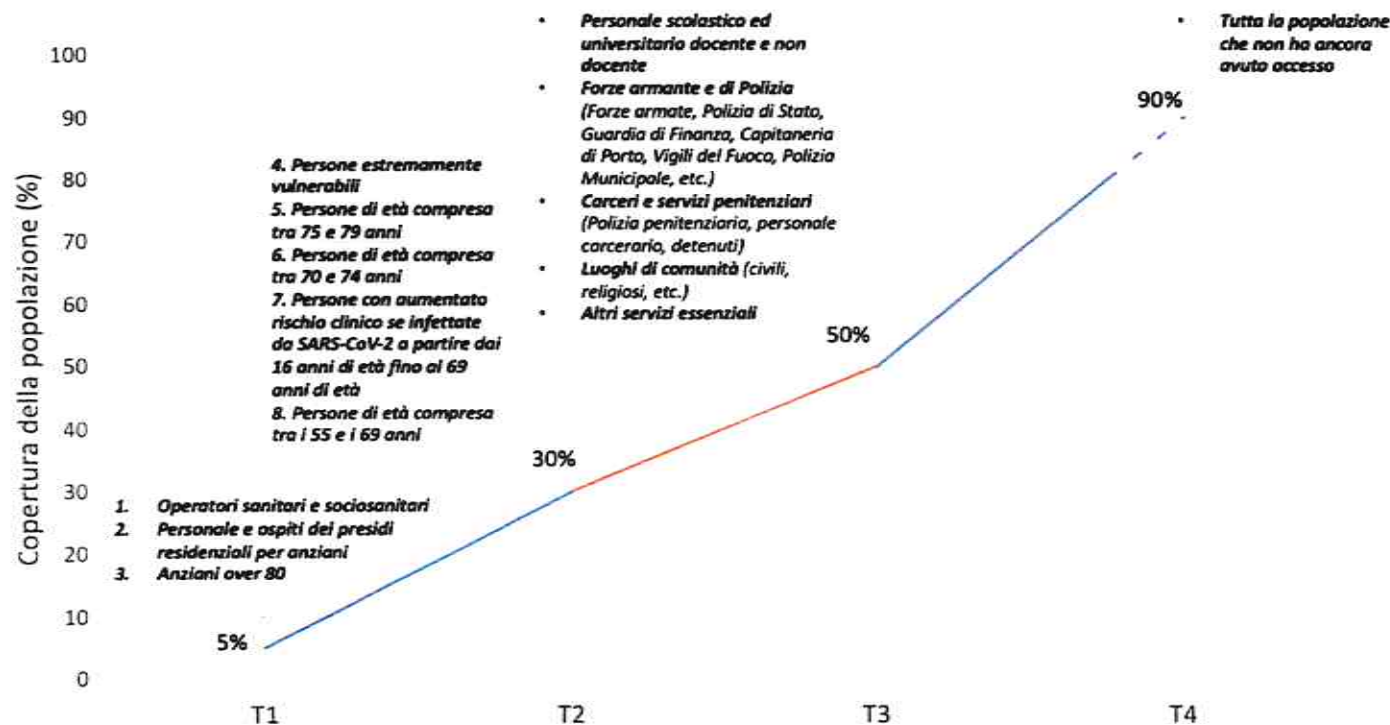 Copertura della popolazione (%)
100
90
80
70
60
50
40
30
20
10
0
1. Operatori sanitari e sociosanitari
2. Personale e ospiti dei presidi
residenziali per anziani
3. Anziani over 80
5%
4. Persone estremamente
vulnerabili
5. Persone di età compresa
tra 75 e 79 anni
6. Persone di età compresa
tra 70 e 74 anni
7. Persone con aumentato
rischio clinico se infettate
da SARS-CoV-2 a partire dai
16 anni di età fino al 69
anni di età
8. Persone di età compresa
tra i 55 e i 69 anni
30%
• Personale scolastico ed
universitario docente e non
docente
• Forze armante e di Polizia
(Forze armate, Polizia di Stato,
Guardia di Finanza, Capitaneria
di Porto, Vigili del Fuoco, Polizia
Municipale, etc.)
• Carceri e servizi penitenziari
(Polizia penitenziaria, personale
carcerario, detenuti)
• Luoghi di comunità (civili,
religiosi, etc.)
• Altri servizi essenziali
50%
• Tutta la popolazione
che non ha ancora
avuto accesso
90%
T1
T2
T3
T4